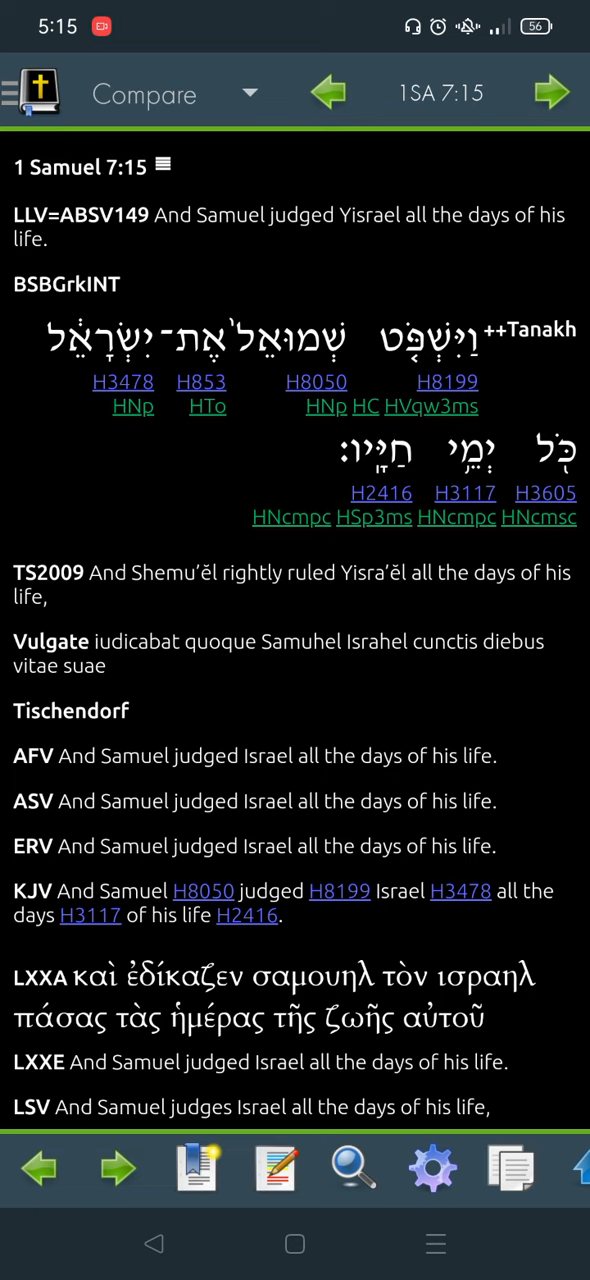 5:15
56
Compare
1SA 7:15
1 Samuel 7:15
LLV=ABSV149 And Samuel judged Yisrael all the days of his
life.
BSBGrkINT
++Tanakh וַיִּשְׁפֹּ֤ט שְׁמוּאֵל֙ אֶת־ יִשְׂרָאֵ֔ל
H3478 H853 H8050 H8199
HNp HTo HNp HC HVqw3ms
כֹּ֖ל יְמֵ֥י חַיָּֽיו׃
H2416 H3117 H3605
HNcmpc HSp3ms HNcmpc HNcmsc
TS2009 And Shemu’ěl rightly ruled Yisra’ěl all the days of his
life,
Vulgate iudicabat quoque Samuhel Israhel cunctis diebus
vitae suae
Tischendorf
AFV And Samuel judged Israel all the days of his life.
ASV And Samuel judged Israel all the days of his life.
ERV And Samuel judged Israel all the days of his life.
KJV And Samuel H8050 judged H8199 Israel H3478 all the
days H3117 of his life H2416.
LXXA καὶ ἐδίκαζεν σαμουηλ τὸν ισραηλ
πάσας τὰς ἡμέρας τῆς ζωῆς αὐτοῦ
LXXE And Samuel judged Israel all the days of his life.
LSV And Samuel judges Israel all the days of his life,